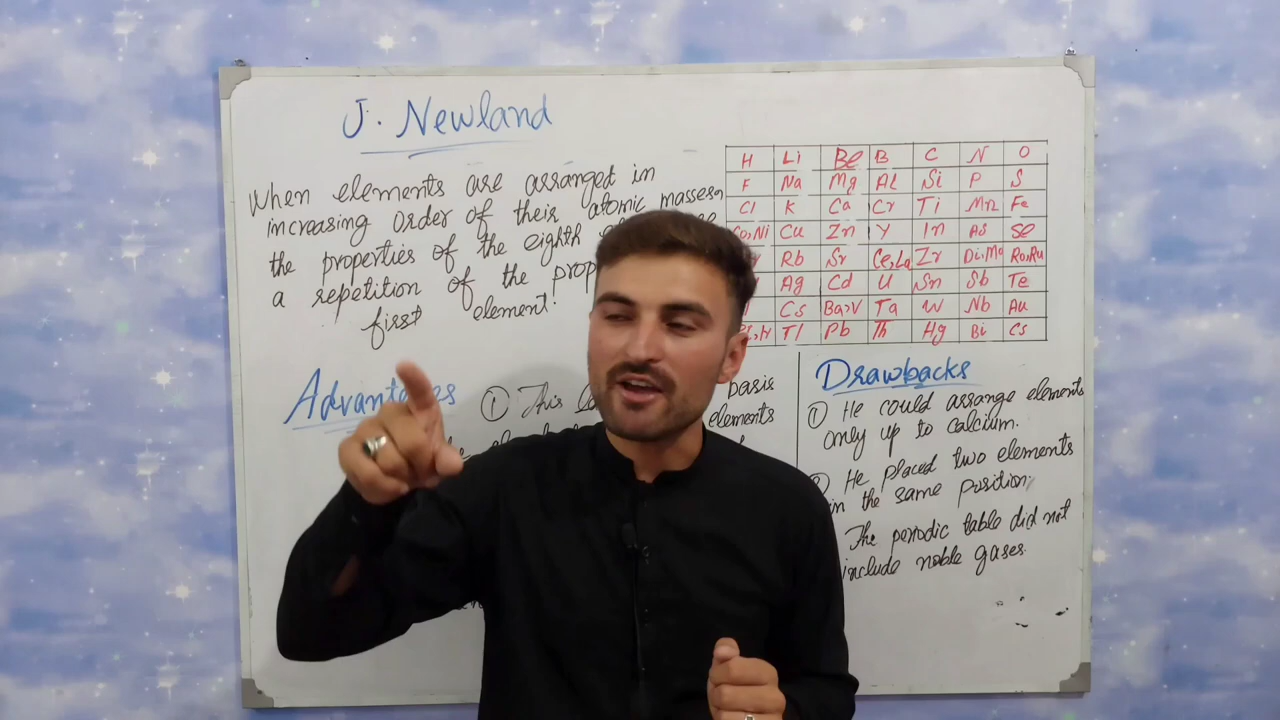 J. Newland
When elements are arranged in
increasing order of their atomic masses,
the properties of the eighth
a repetition of the prop
first element.
H Li Be B C N O
F Na Mg Al Si P S
Cl K Ca Cr Ti Mn Fe
Co,Ni Cu Zn Y In As Se
Rb Sr Ce,La Zr Di,Mo Ro,Ru
Ag Cd U Sn Sb Te
Cs Ba,V Ta W Nb Au
Tl Pb Th Hg Bi Cs
Advantages ① This
basis
elements
Drawbacks
① He could arrange elements
only up to calcium.
He placed two elements
in the same position.
The periodic table did not
include noble gases.